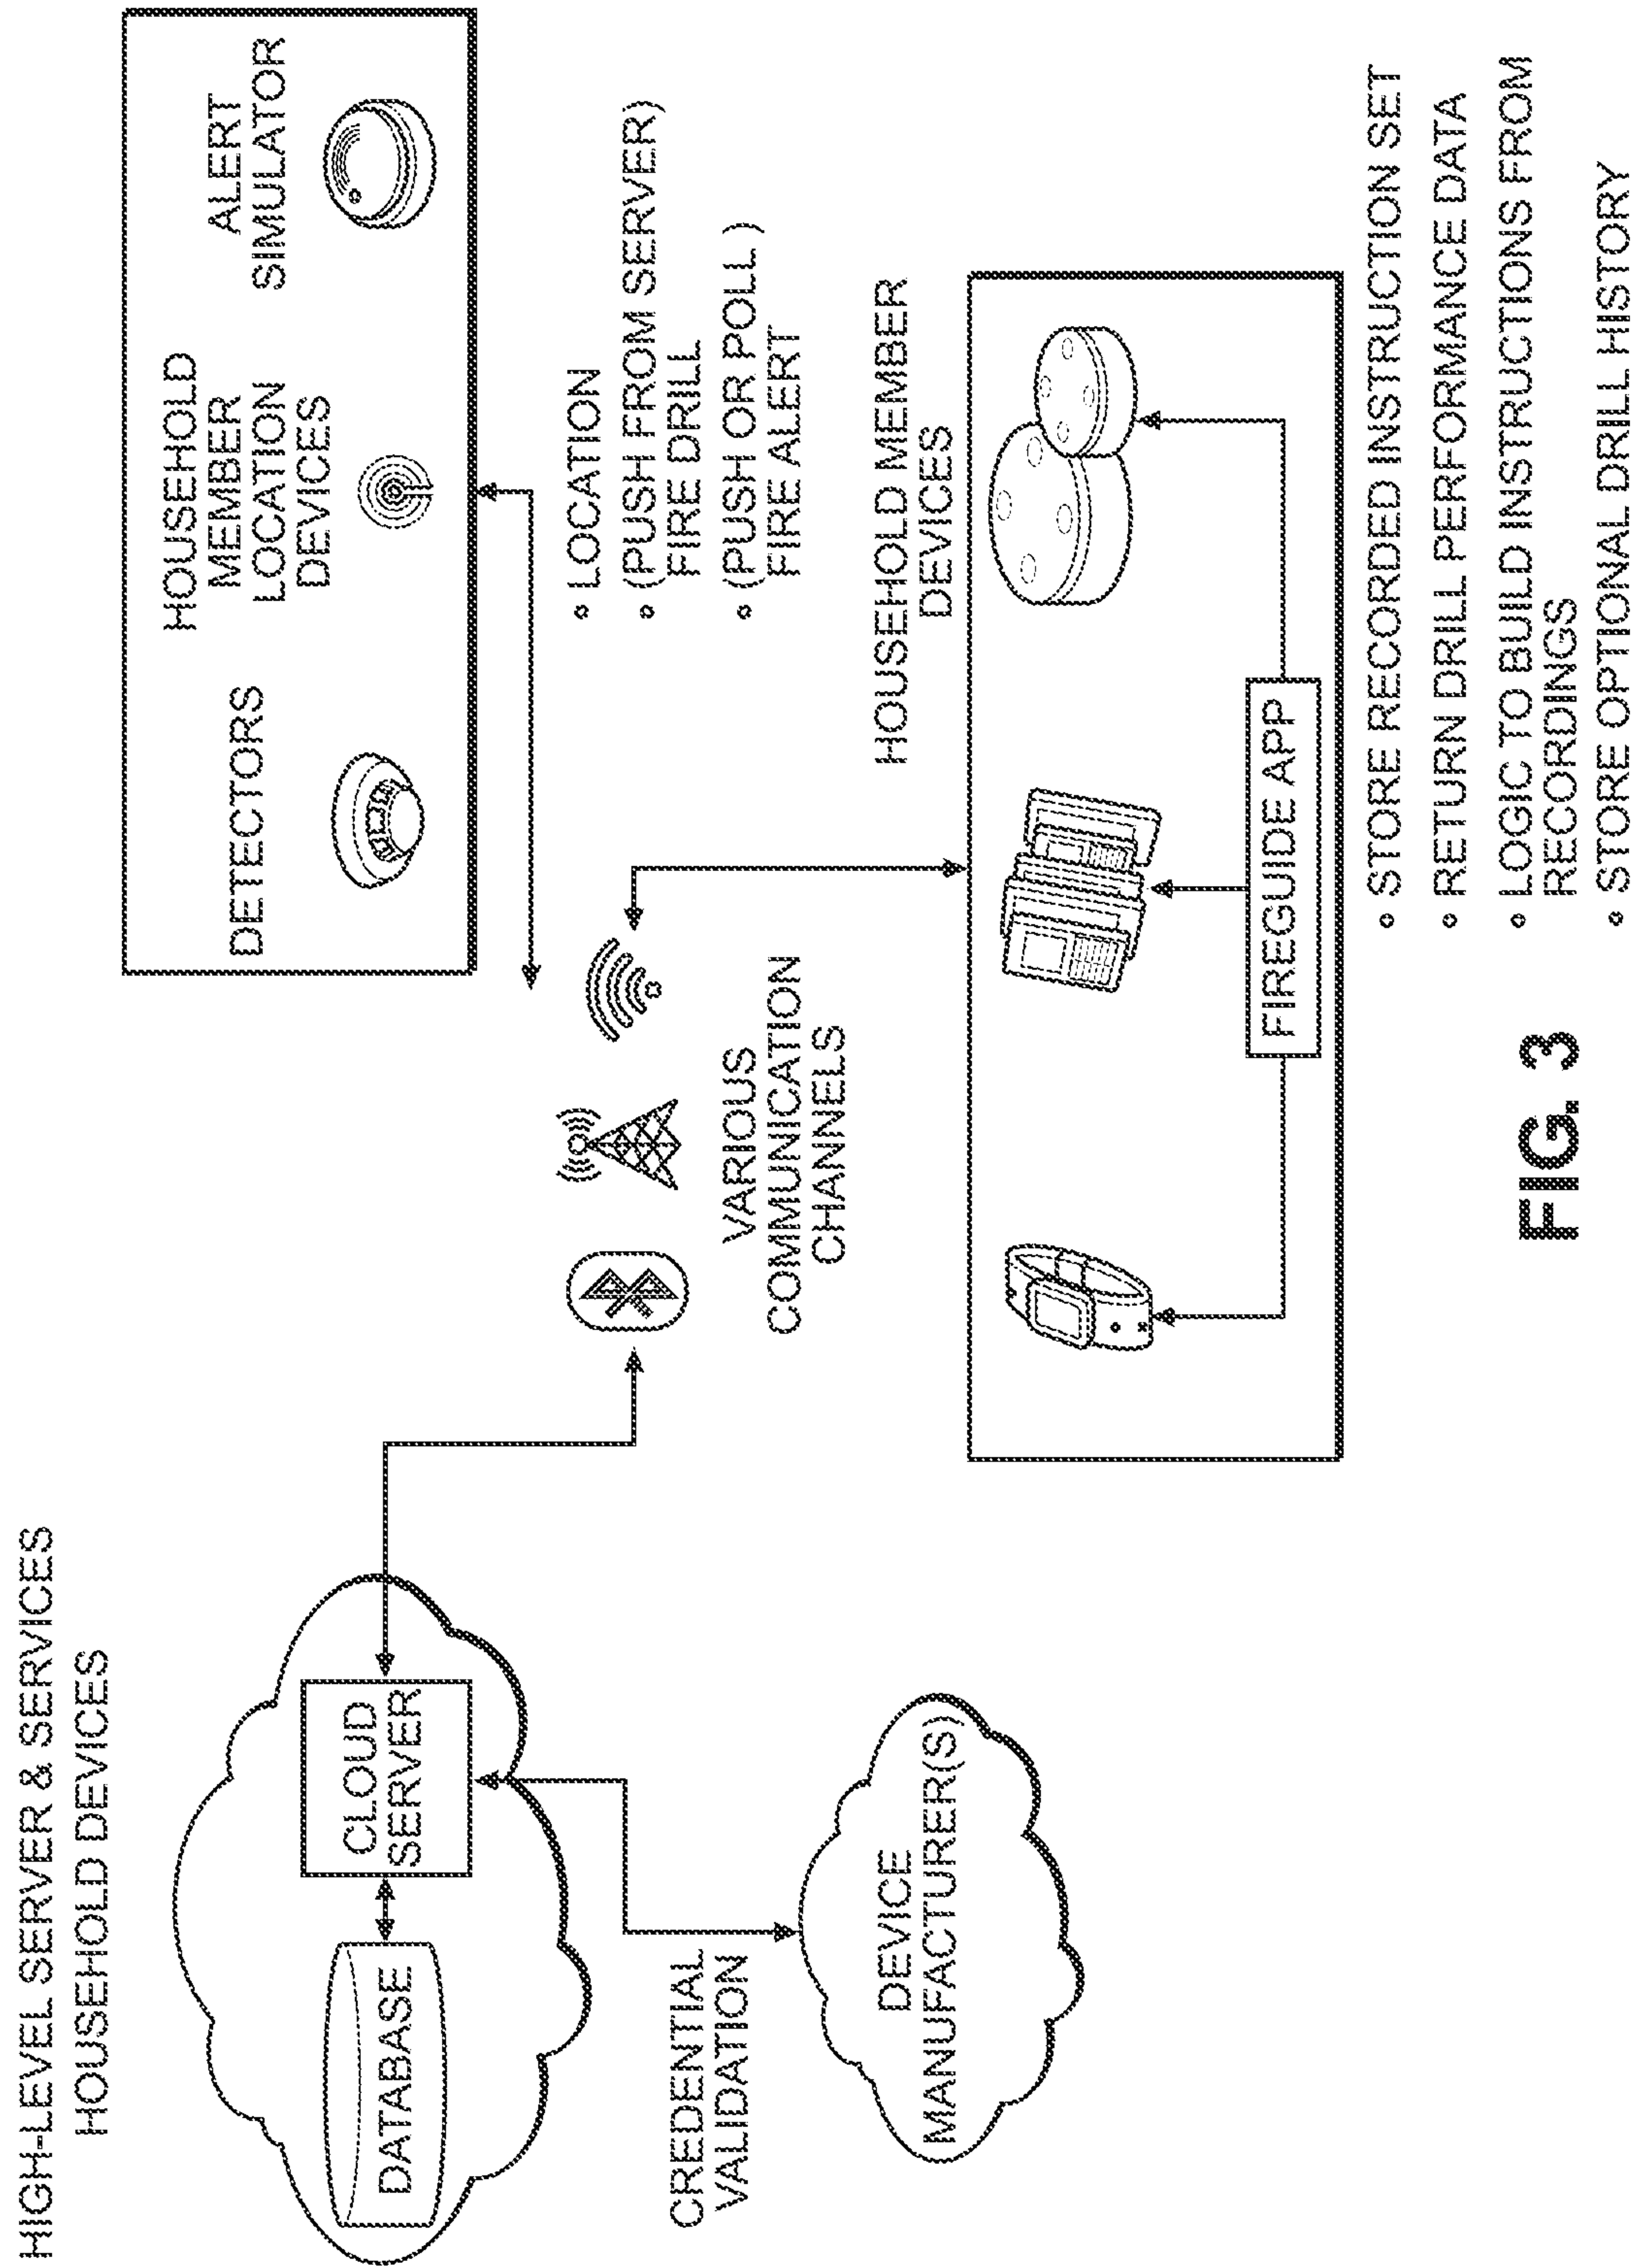 HIGH-LEVEL SERVER & SERVICES
HOUSEHOLD DEVICES
DATABASE
CLOUD
SERVER
CREDENTIAL
VALIDATION
DEVICE
MANUFACTURER(S)
VARIOUS
COMMUNICATION
CHANNELS
DETECTORS
HOUSEHOLD
MEMBER
LOCATION
DEVICES
ALERT
SIMULATOR
• LOCATION
• (PUSH FROM SERVER)
FIRE DRILL
• (PUSH OR POLL )
FIRE ALERT
HOUSEHOLD MEMBER
DEVICES
FIREGUIDE APP
• STORE RECORDED INSTRUCTION SET
• RETURN DRILL PERFORMANCE DATA
• LOGIC TO BUILD INSTRUCTIONS FROM
RECORDINGS
• STORE OPTIONAL DRILL HISTORY
FIG. 3